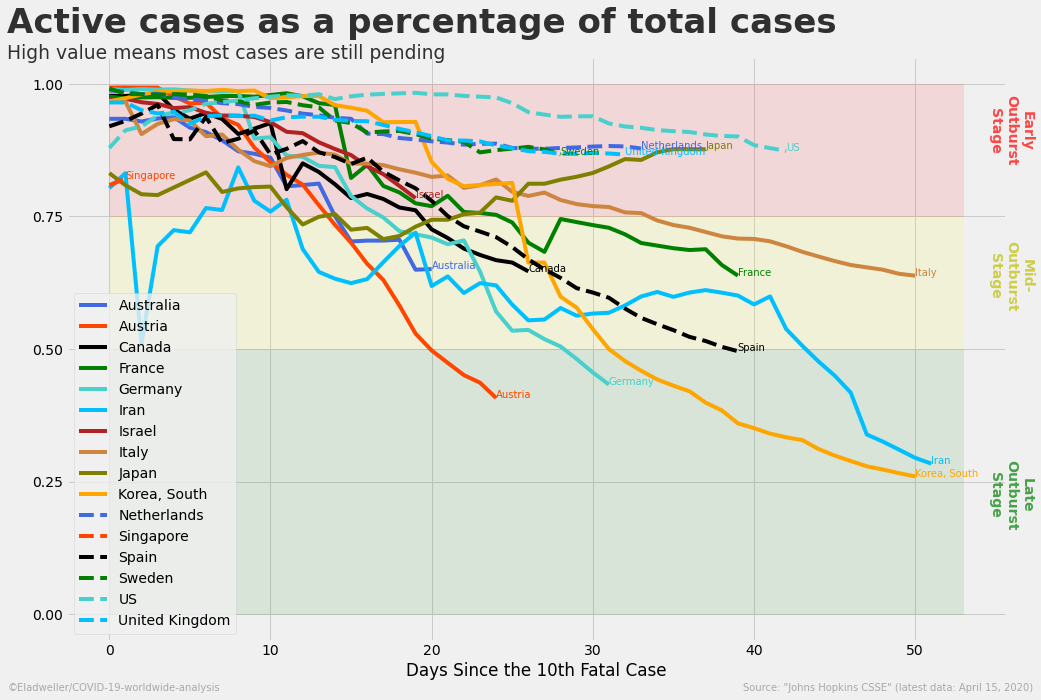 Active cases as a percentage of total cases
High value means most cases are still pending
1.00
0.75
0.50
0.25
0.00
Early
Outburst
Stage
Mid-
Outburst
Stage
Late
Outburst
Stage
Singapore
Netherlands
Japan
US
Sweden
United Kingdom
Israel
Australia
Canada
France
Italy
Spain
Germany
Austria
Iran
Korea, South
Australia
Austria
Canada
France
Germany
Iran
Israel
Italy
Japan
Korea, South
Netherlands
Singapore
Spain
Sweden
US
United Kingdom
0 10 20 30 40 50
Days Since the 10th Fatal Case
©Eladweller/COVID-19-worldwide-analysis
Source: "Johns Hopkins CSSE" (latest data: April 15, 2020)